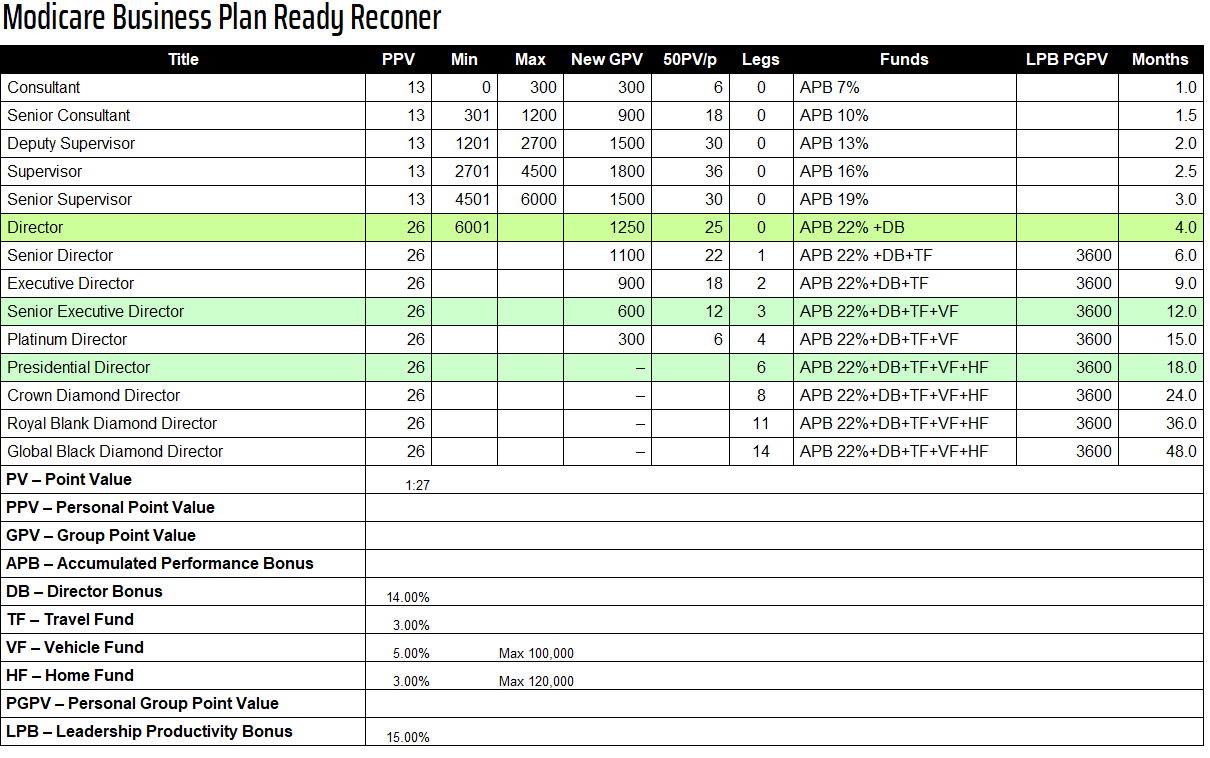 Modicare Business Plan Ready Reconer
Title PPV Min Max New GPV 50PV/p Legs Funds LPB PGPV Months
Consultant 13 0 300 300 6 0 APB 7% 1.0
Senior Consultant 13 301 1200 900 18 0 APB 10% 1.5
Deputy Supervisor 13 1201 2700 1500 30 0 APB 13% 2.0
Supervisor 13 2701 4500 1800 36 0 APB 16% 2.5
Senior Supervisor 13 4501 6000 1500 30 0 APB 19% 3.0
Director 26 6001 1250 25 0 APB 22% +DB 4.0
Senior Director 26 1100 22 1 APB 22% +DB+TF 3600 6.0
Executive Director 26 900 18 2 APB 22%+DB+TF 3600 9.0
Senior Executive Director 26 600 12 3 APB 22%+DB+TF+VF 3600 12.0
Platinum Director 26 300 6 4 APB 22%+DB+TF+VF 3600 15.0
Presidential Director 26 – 6 APB 22%+DB+TF+VF+HF 3600 18.0
Crown Diamond Director 26 – 8 APB 22%+DB+TF+VF+HF 3600 24.0
Royal Blank Diamond Director 26 – 11 APB 22%+DB+TF+VF+HF 3600 36.0
Global Black Diamond Director 26 – 14 APB 22%+DB+TF+VF+HF 3600 48.0
PV – Point Value 1:27
PPV – Personal Point Value
GPV – Group Point Value
APB – Accumulated Performance Bonus
DB – Director Bonus 14.00%
TF – Travel Fund 3.00%
VF – Vehicle Fund 5.00% Max 100,000
HF – Home Fund 3.00% Max 120,000
PGPV – Personal Group Point Value
LPB – Leadership Productivity Bonus 15.00%